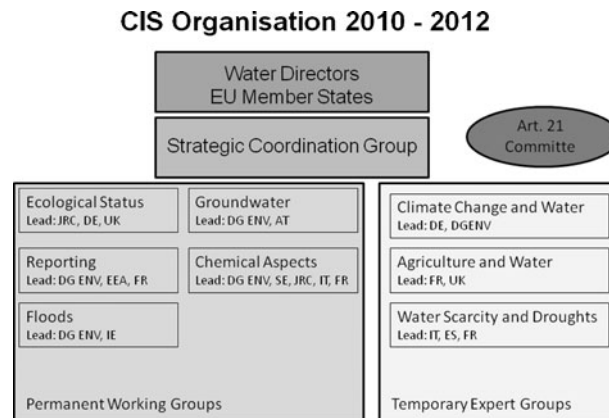 CIS Organisation 2010 - 2012
Water Directors
EU Member States
Strategic Coordination Group
Art. 21
Committe
Ecological Status
Lead: JRC, DE, UK
Groundwater
Lead: DG ENV, AT
Reporting
Lead: DG ENV, EEA, FR
Chemical Aspects
Lead: DG ENV, SE, JRC, IT, FR
Floods
Lead: DG ENV, IE
Permanent Working Groups
Climate Change and Water
Lead: DE, DGENV
Agriculture and Water
Lead: FR, UK
Water Scarcity and Droughts
Lead: IT, ES, FR
Temporary Expert Groups